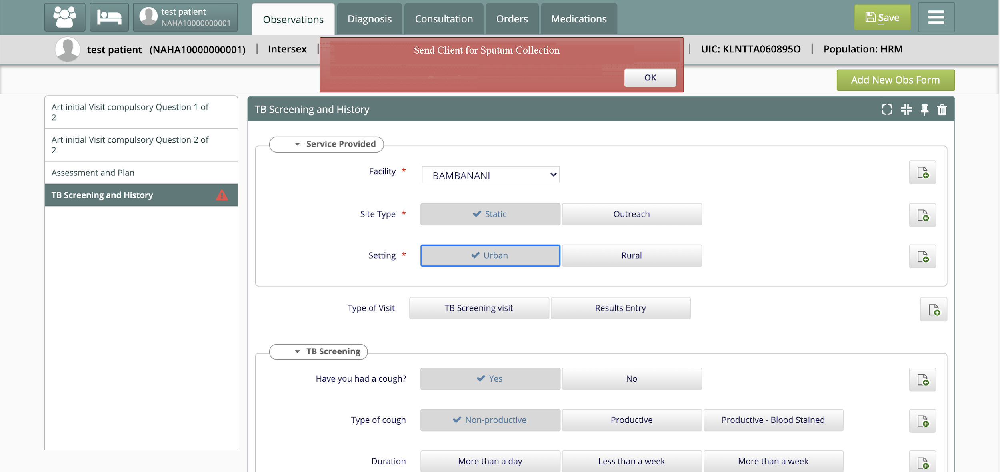 test patient
NAHA10000000001
Observations
Diagnosis
Consultation
Orders
Medications
Save
test patient (NAHA10000000001) | Intersex |
Send Client for Sputum Collection
OK
| UIC: KLNTTA060895O | Population: HRM
Add New Obs Form
Art initial Visit compulsory Question 1 of
2
Art initial Visit compulsory Question 2 of
2
Assessment and Plan
TB Screening and History
TB Screening and History
Service Provided
Facility * BAMBANANI
Site Type * Static Outreach
Setting * Urban Rural
Type of Visit TB Screening visit Results Entry
TB Screening
Have you had a cough? Yes No
Type of cough Non-productive Productive Productive - Blood Stained
Duration More than a day Less than a week More than a week